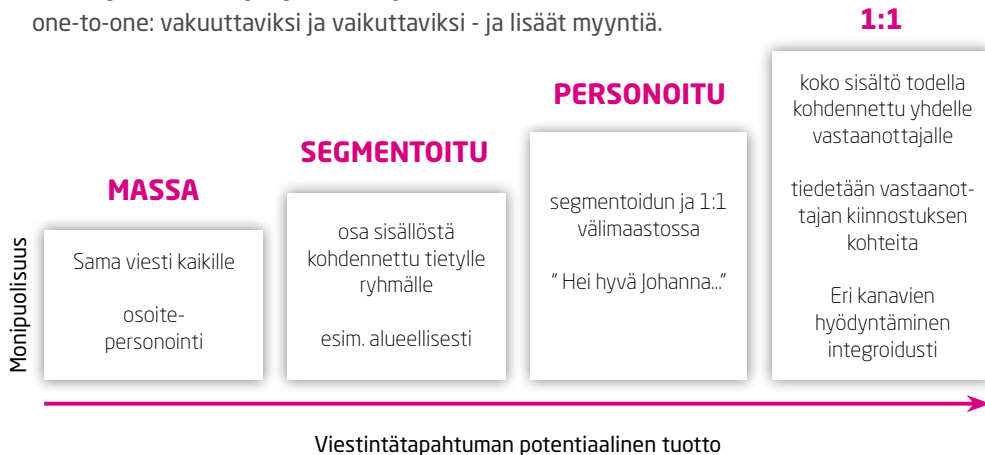 one-to-one: vakuuttaviksi ja vaikuttaviksi - ja lisäät myyntiä.
MASSA
Sama viesti kaikille
osoite-
personointi
SEGMENTOITU
osa sisällöstä
kohdennettu tietylle
ryhmälle
esim. alueellisesti
PERSONOITU
segmentoidun ja 1:1
välimaastossa
“ Hei hyvä Johanna...”
1:1
koko sisältö todella
kohdennettu yhdelle
vastaanottajalle
tiedetään vastaanot-
tajan kiinnostuksen
kohteita
Eri kanavien
hyödyntäminen
integroidusti
Monipuolisuus
Viestintätapahtuman potentiaalinen tuotto